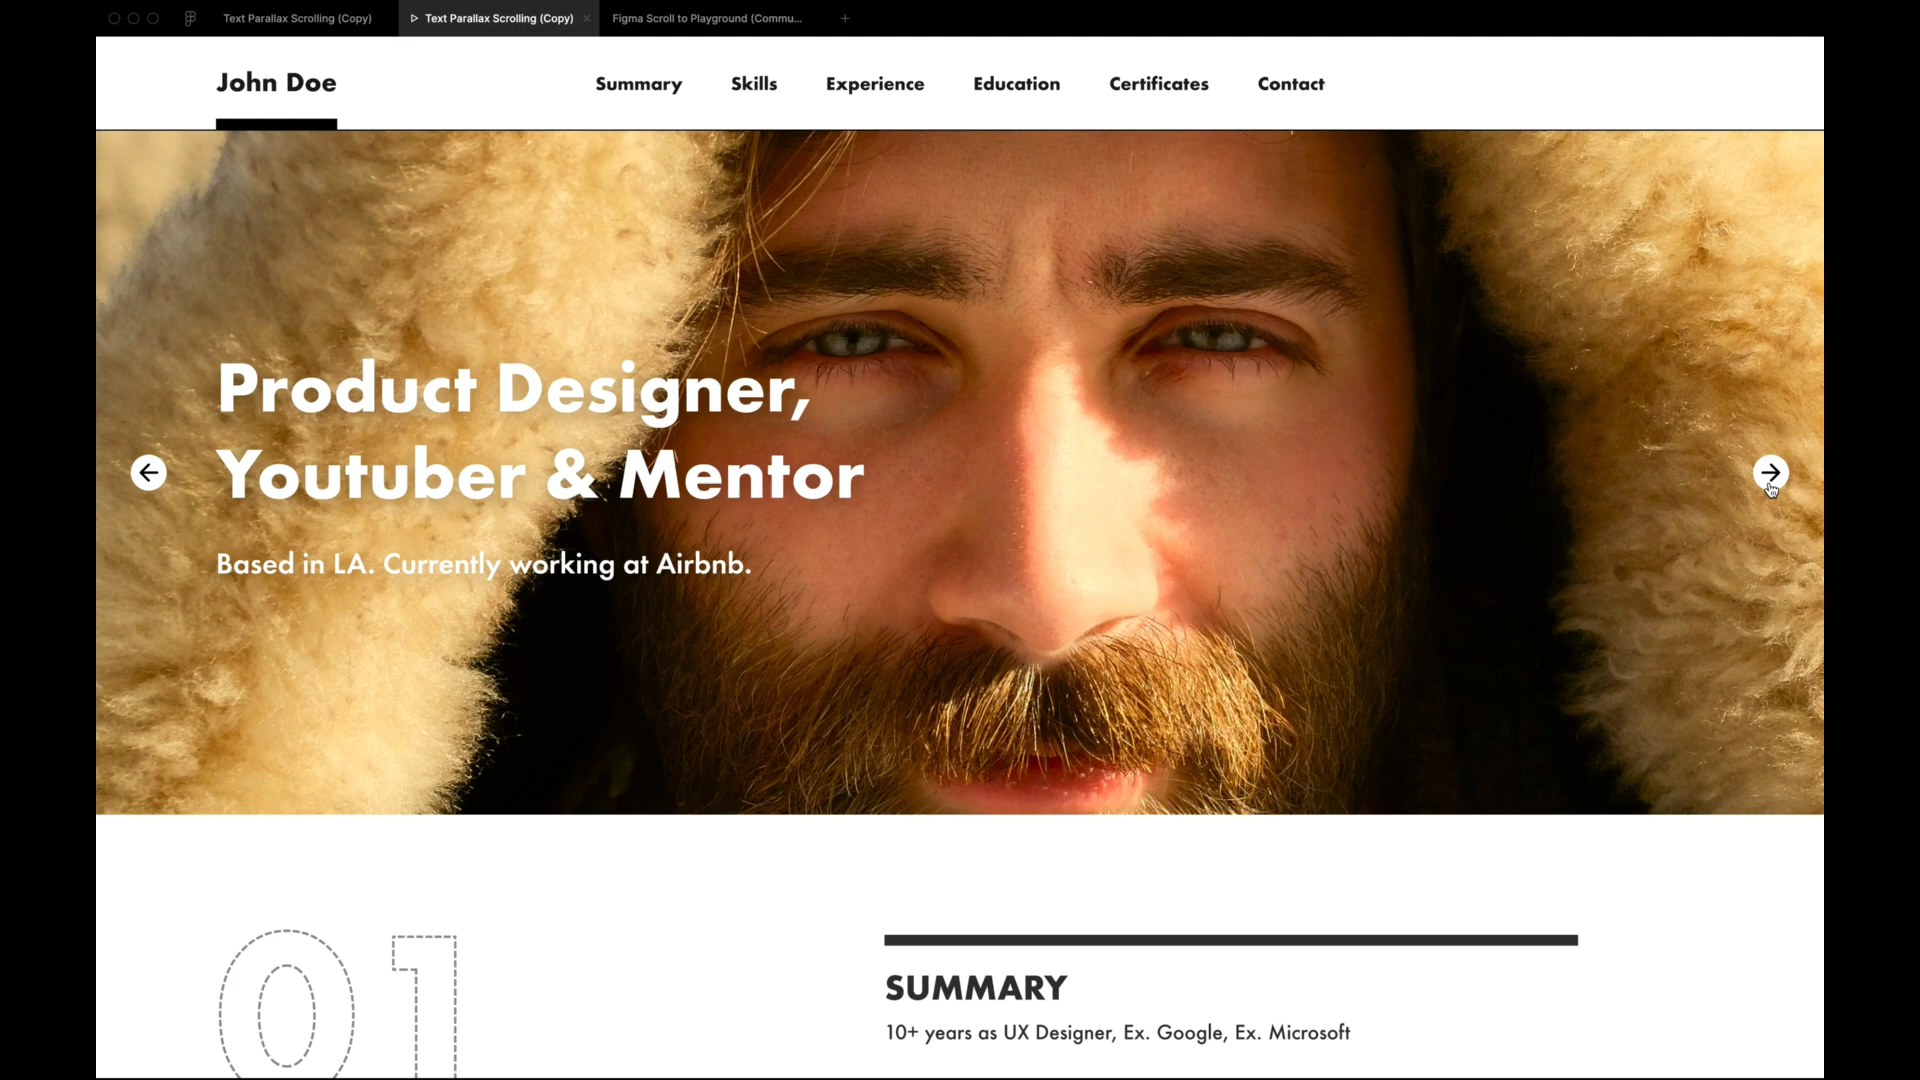 Text Parallax Scrolling (Copy)
Text Parallax Scrolling (Copy)
Figma Scroll to Playground (Commu...
John Doe
Summary
Skills
Experience
Education
Certificates
Contact
Product Designer,
Youtuber & Mentor
Based in LA. Currently working at Airbnb.
01
SUMMARY
10+ years as UX Designer, Ex. Google, Ex. Microsoft